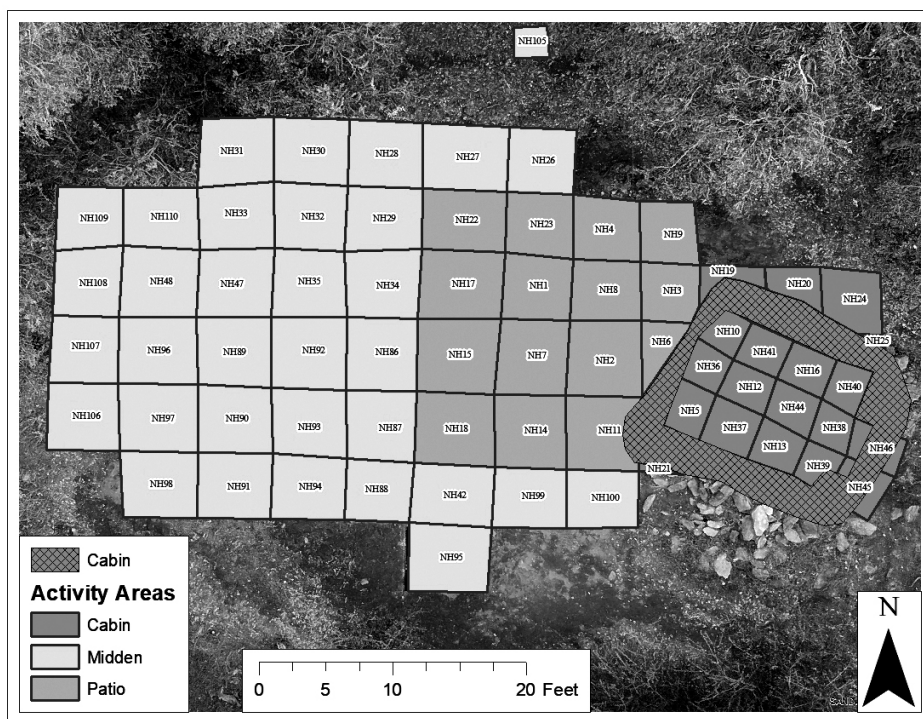 NH105
NH31 NH30 NH28 NH27 NH26
NH109 NH110 NH33 NH32 NH29 NH22 NH23 NH4 NH9
NH108 NH48 NH47 NH35 NH34 NH17 NH1 NH8 NH3 NH19 NH20 NH24
NH107 NH96 NH89 NH92 NH86 NH15 NH7 NH2 NH6 NH10 NH41 NH25
NH36 NH12 NH16 NH40
NH106 NH97 NH90 NH93 NH87 NH18 NH14 NH11 NH5 NH37 NH44 NH38
NH13 NH39 NH46
NH98 NH91 NH94 NH88 NH42 NH99 NH100 NH21 NH45
NH95
Cabin
Activity Areas
Cabin
Midden
Patio
0 5 10 20 Feet
N